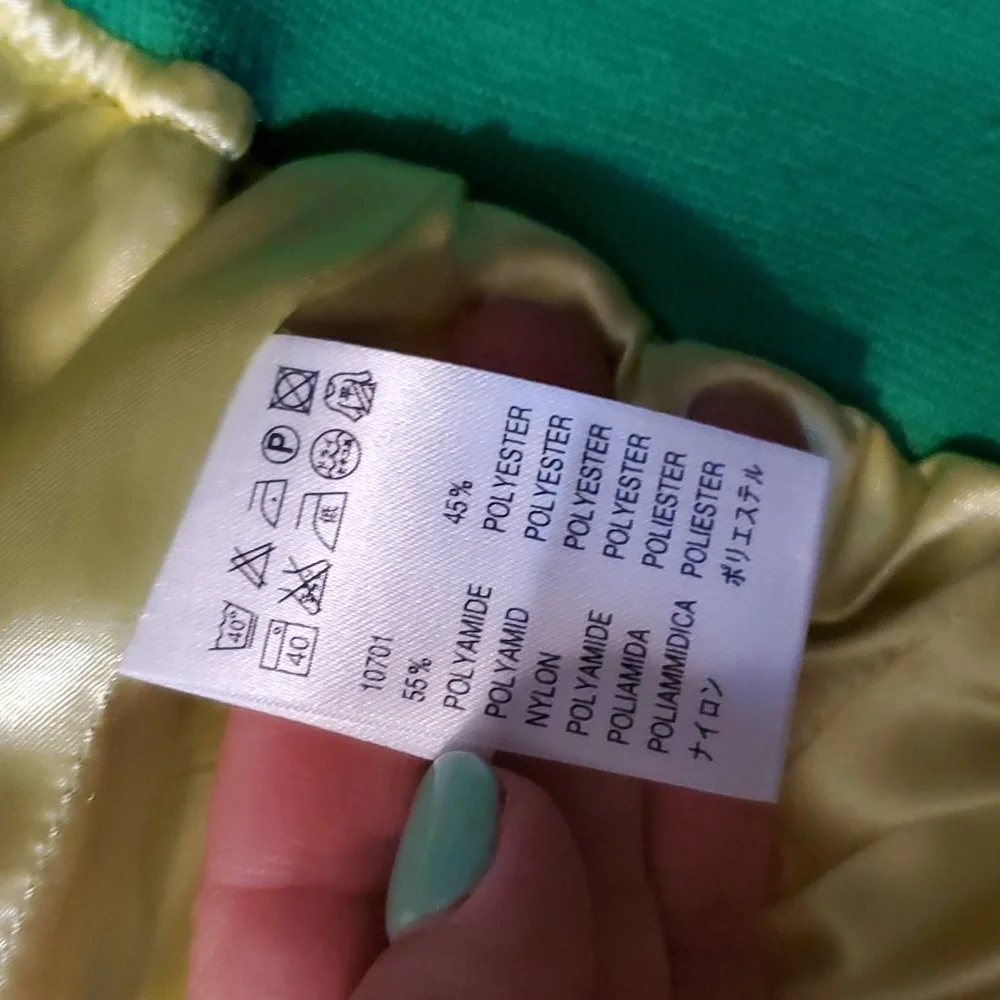 40° P
40 低
10701
55% 45%
POLYAMIDE POLYESTER
POLYAMID POLYESTER
NYLON POLYESTER
POLYAMIDE POLYESTER
POLIAMIDA POLIESTER
POLIAMMIDICA POLIESTER
ナイロン ポリエステル